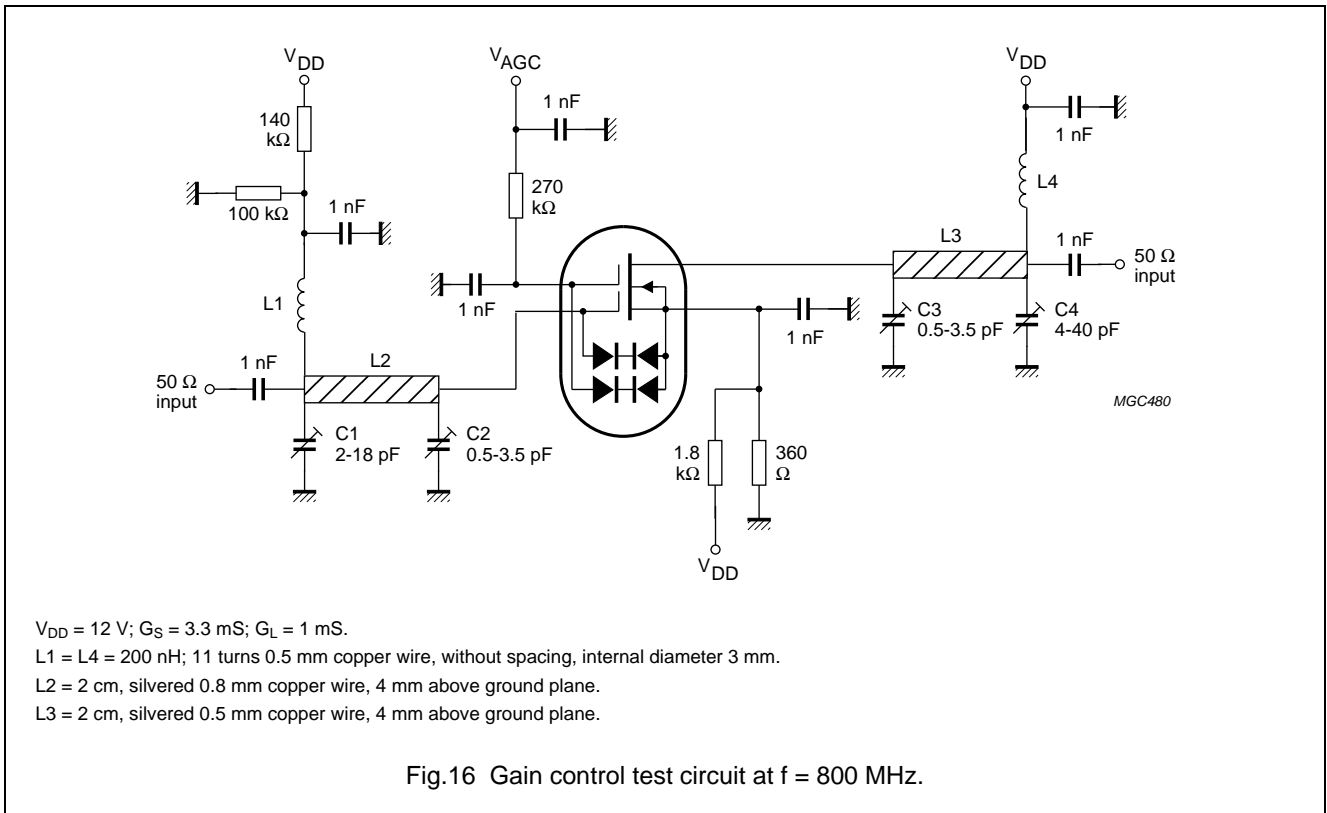 V_DD
V_AGC
V_DD
1 nF
1 nF
140
kΩ
270
kΩ
L4
100 kΩ
1 nF
L3
1 nF
50 Ω
input
L1
1 nF
C3
0.5-3.5 pF
C4
4-40 pF
1 nF
1 nF
L2
50 Ω
input
MGC480
C1
2-18 pF
C2
0.5-3.5 pF
1.8
kΩ
360
Ω
V_DD
V_DD = 12 V; G_S = 3.3 mS; G_L = 1 mS.
L1 = L4 = 200 nH; 11 turns 0.5 mm copper wire, without spacing, internal diameter 3 mm.
L2 = 2 cm, silvered 0.8 mm copper wire, 4 mm above ground plane.
L3 = 2 cm, silvered 0.5 mm copper wire, 4 mm above ground plane.
Fig.16 Gain control test circuit at f = 800 MHz.